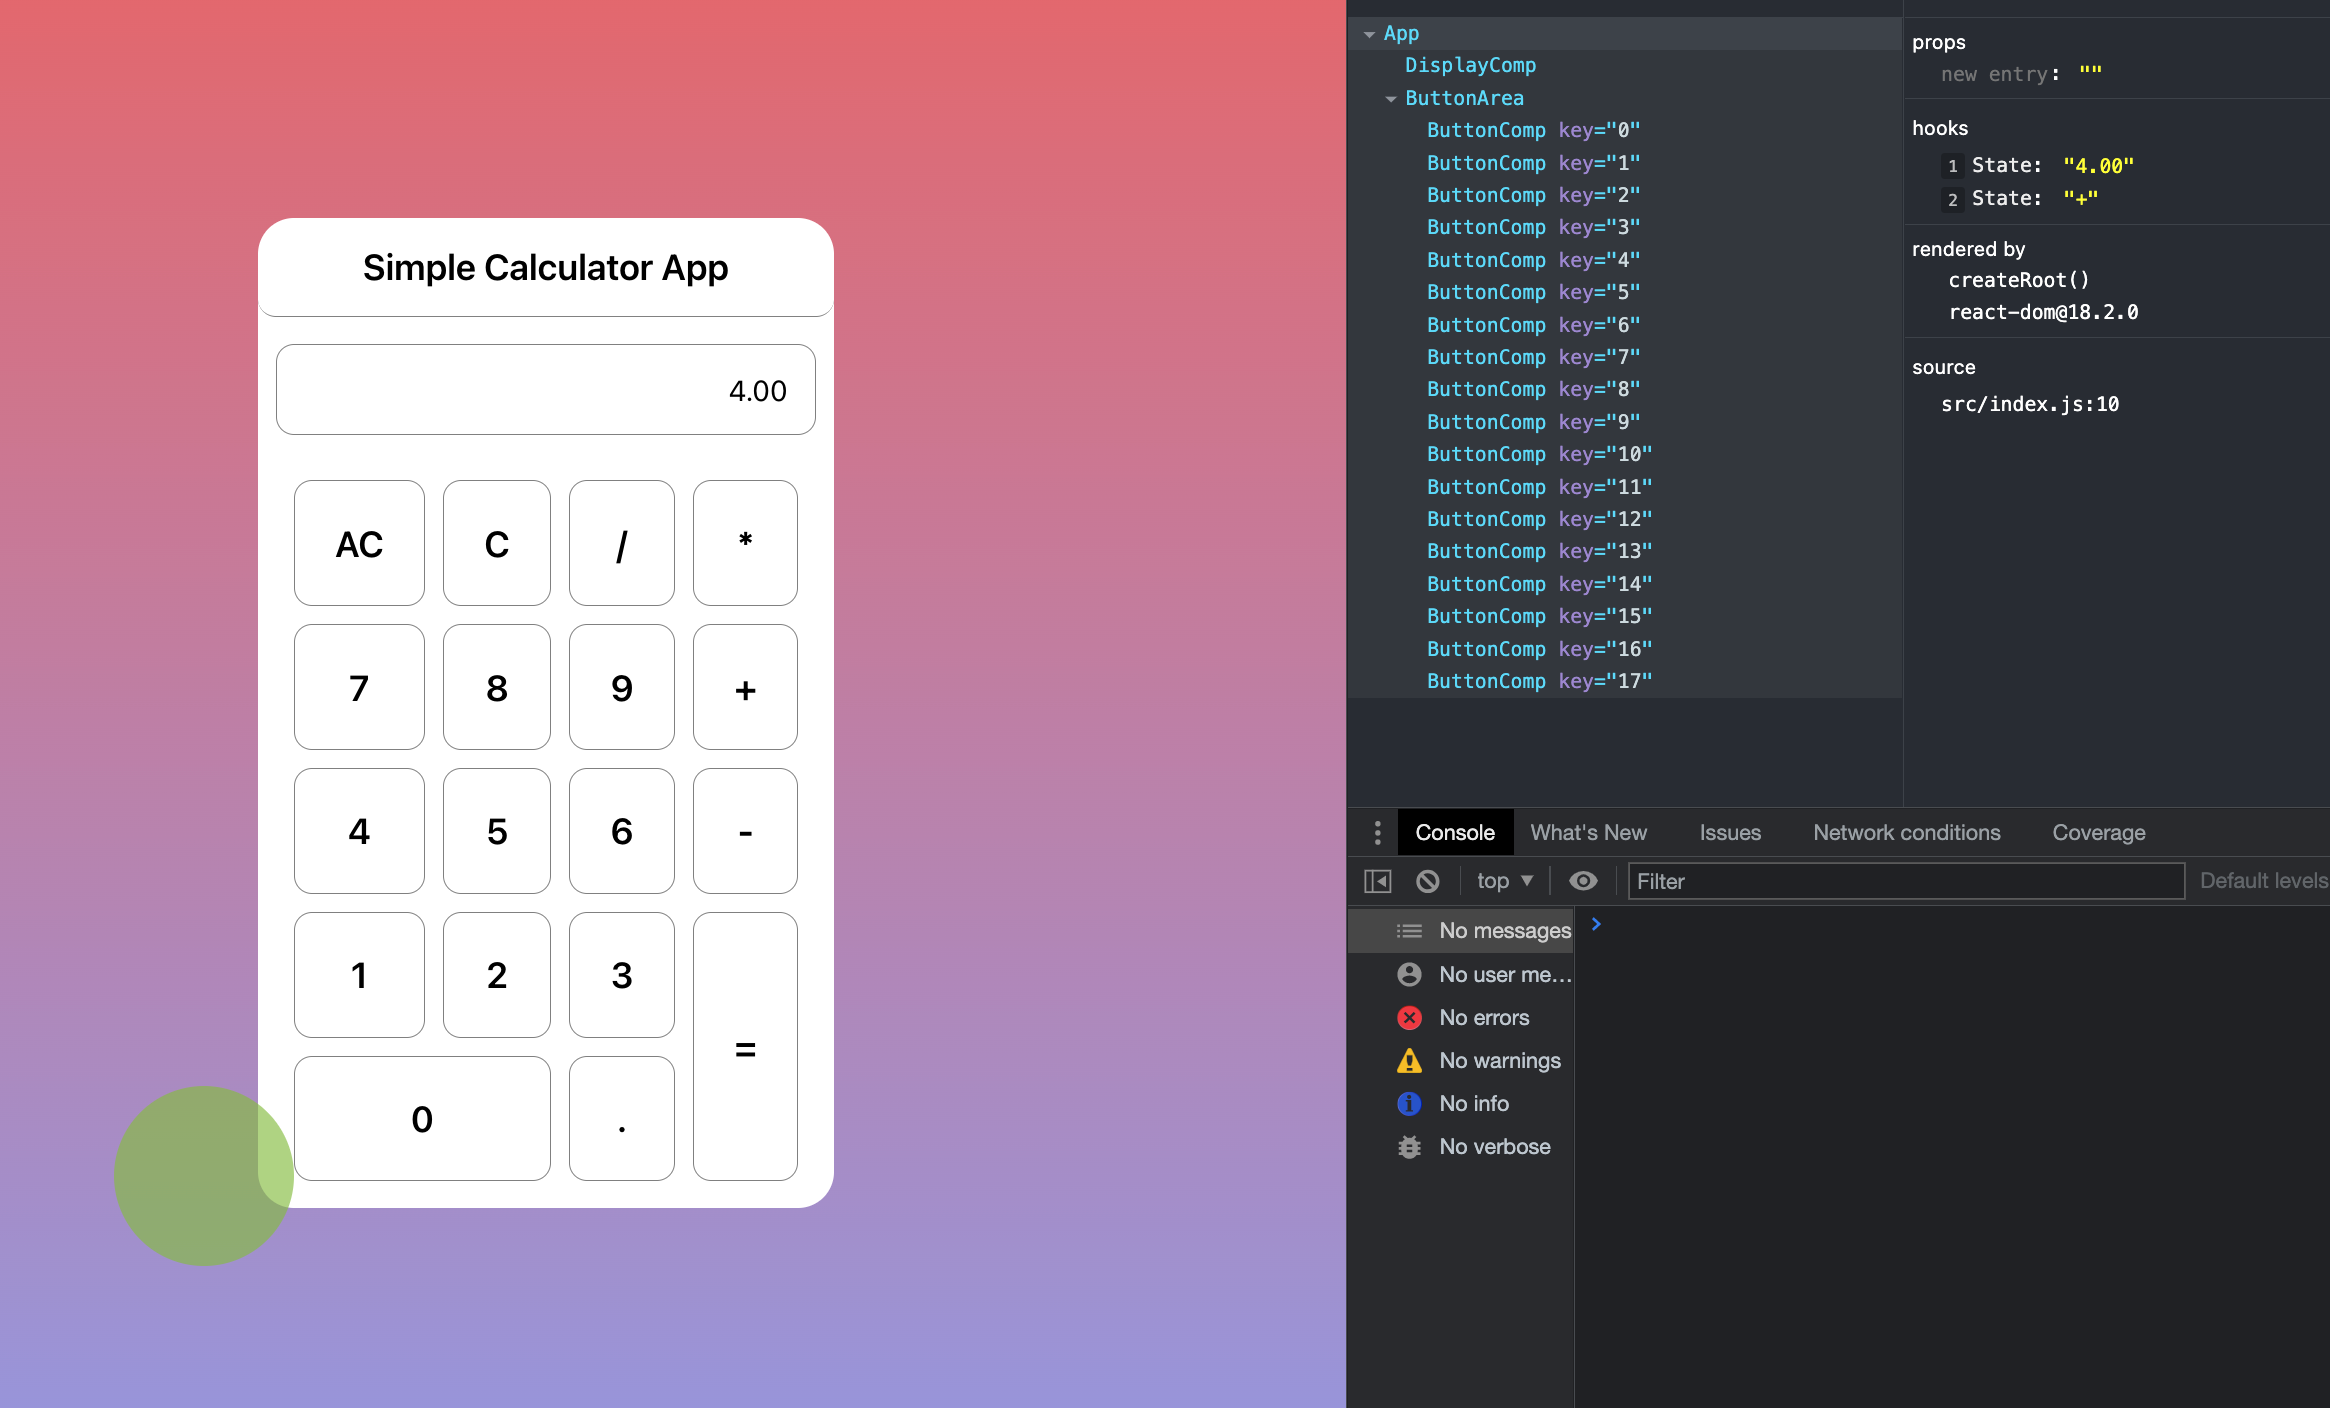 Simple Calculator App
4.00
AC C / *
7 8 9 +
4 5 6 -
1 2 3
=
0 .
App
DisplayComp
ButtonArea
ButtonComp key="0"
ButtonComp key="1"
ButtonComp key="2"
ButtonComp key="3"
ButtonComp key="4"
ButtonComp key="5"
ButtonComp key="6"
ButtonComp key="7"
ButtonComp key="8"
ButtonComp key="9"
ButtonComp key="10"
ButtonComp key="11"
ButtonComp key="12"
ButtonComp key="13"
ButtonComp key="14"
ButtonComp key="15"
ButtonComp key="16"
ButtonComp key="17"
props
new entry: ""
hooks
1 State: "4.00"
2 State: "+"
rendered by
createRoot()
react-dom@18.2.0
source
src/index.js:10
Console What's New Issues Network conditions Coverage
top Filter Default levels
No messages
No user me...
No errors
No warnings
No info
No verbose